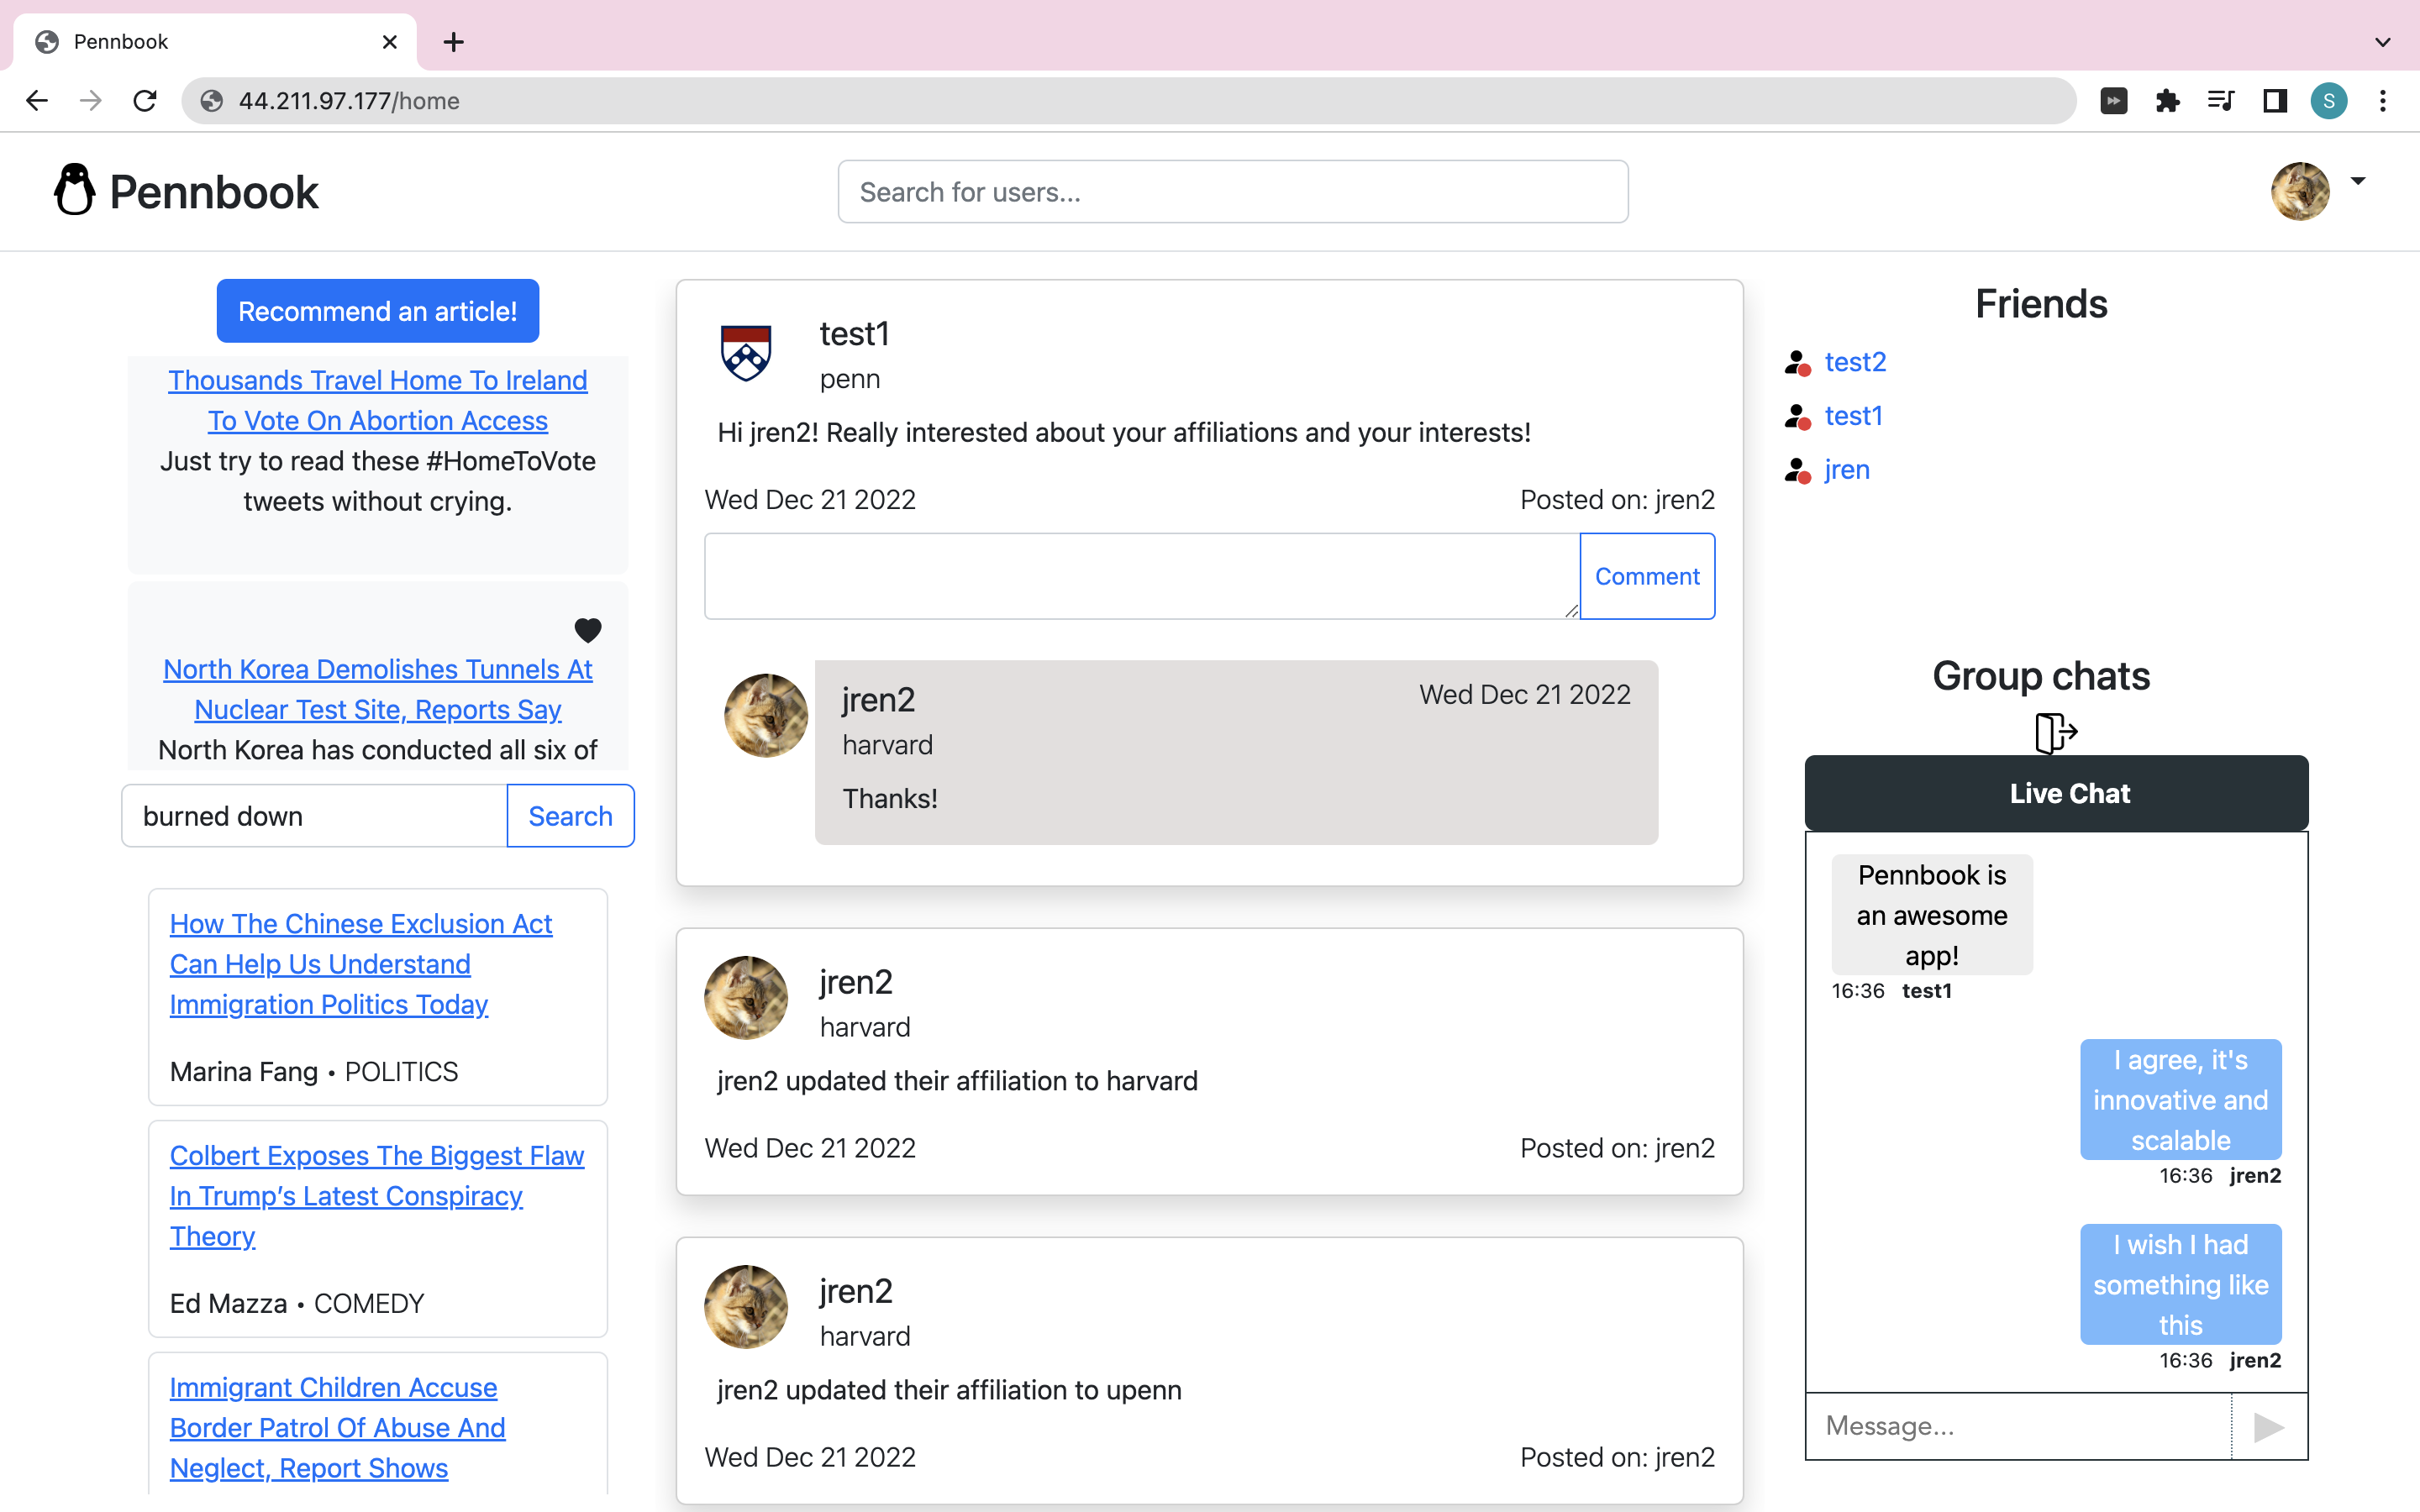 Pennbook
44.211.97.177/home
S
Pennbook
Search for users...
Recommend an article!
Thousands Travel Home To Ireland
To Vote On Abortion Access
Just try to read these #HomeToVote
tweets without crying.
North Korea Demolishes Tunnels At
Nuclear Test Site, Reports Say
North Korea has conducted all six of
burned down
Search
How The Chinese Exclusion Act
Can Help Us Understand
Immigration Politics Today
Marina Fang • POLITICS
Colbert Exposes The Biggest Flaw
In Trump’s Latest Conspiracy
Theory
Ed Mazza • COMEDY
Immigrant Children Accuse
Border Patrol Of Abuse And
Neglect, Report Shows
test1
penn
Hi jren2! Really interested about your affiliations and your interests!
Wed Dec 21 2022
Posted on: jren2
Comment
jren2
Wed Dec 21 2022
harvard
Thanks!
jren2
harvard
jren2 updated their affiliation to harvard
Wed Dec 21 2022
Posted on: jren2
jren2
harvard
jren2 updated their affiliation to upenn
Wed Dec 21 2022
Posted on: jren2
Friends
test2
test1
jren
Group chats
Live Chat
Pennbook is
an awesome
app!
16:36 test1
I agree, it's
innovative and
scalable
16:36 jren2
I wish I had
something like
this
16:36 jren2
Message...